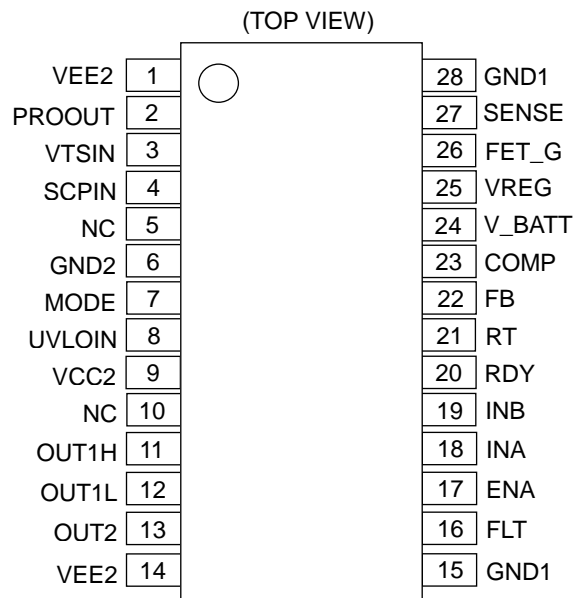 (TOP VIEW)
VEE2 1 28 GND1
PROOUT 2 27 SENSE
VTSIN 3 26 FET_G
SCPIN 4 25 VREG
NC 5 24 V_BATT
GND2 6 23 COMP
MODE 7 22 FB
UVLOIN 8 21 RT
VCC2 9 20 RDY
NC 10 19 INB
OUT1H 11 18 INA
OUT1L 12 17 ENA
OUT2 13 16 FLT
VEE2 14 15 GND1